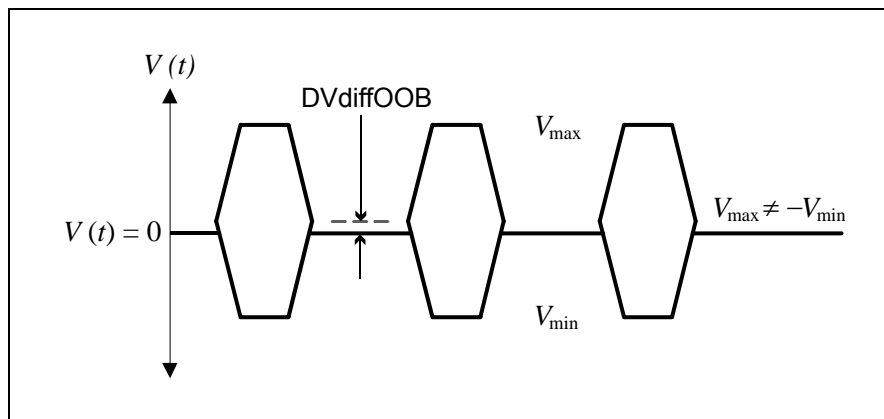 V (t)
DVdiffOOB
Vmax
Vmax ≠ −Vmin
V (t) = 0
Vmin